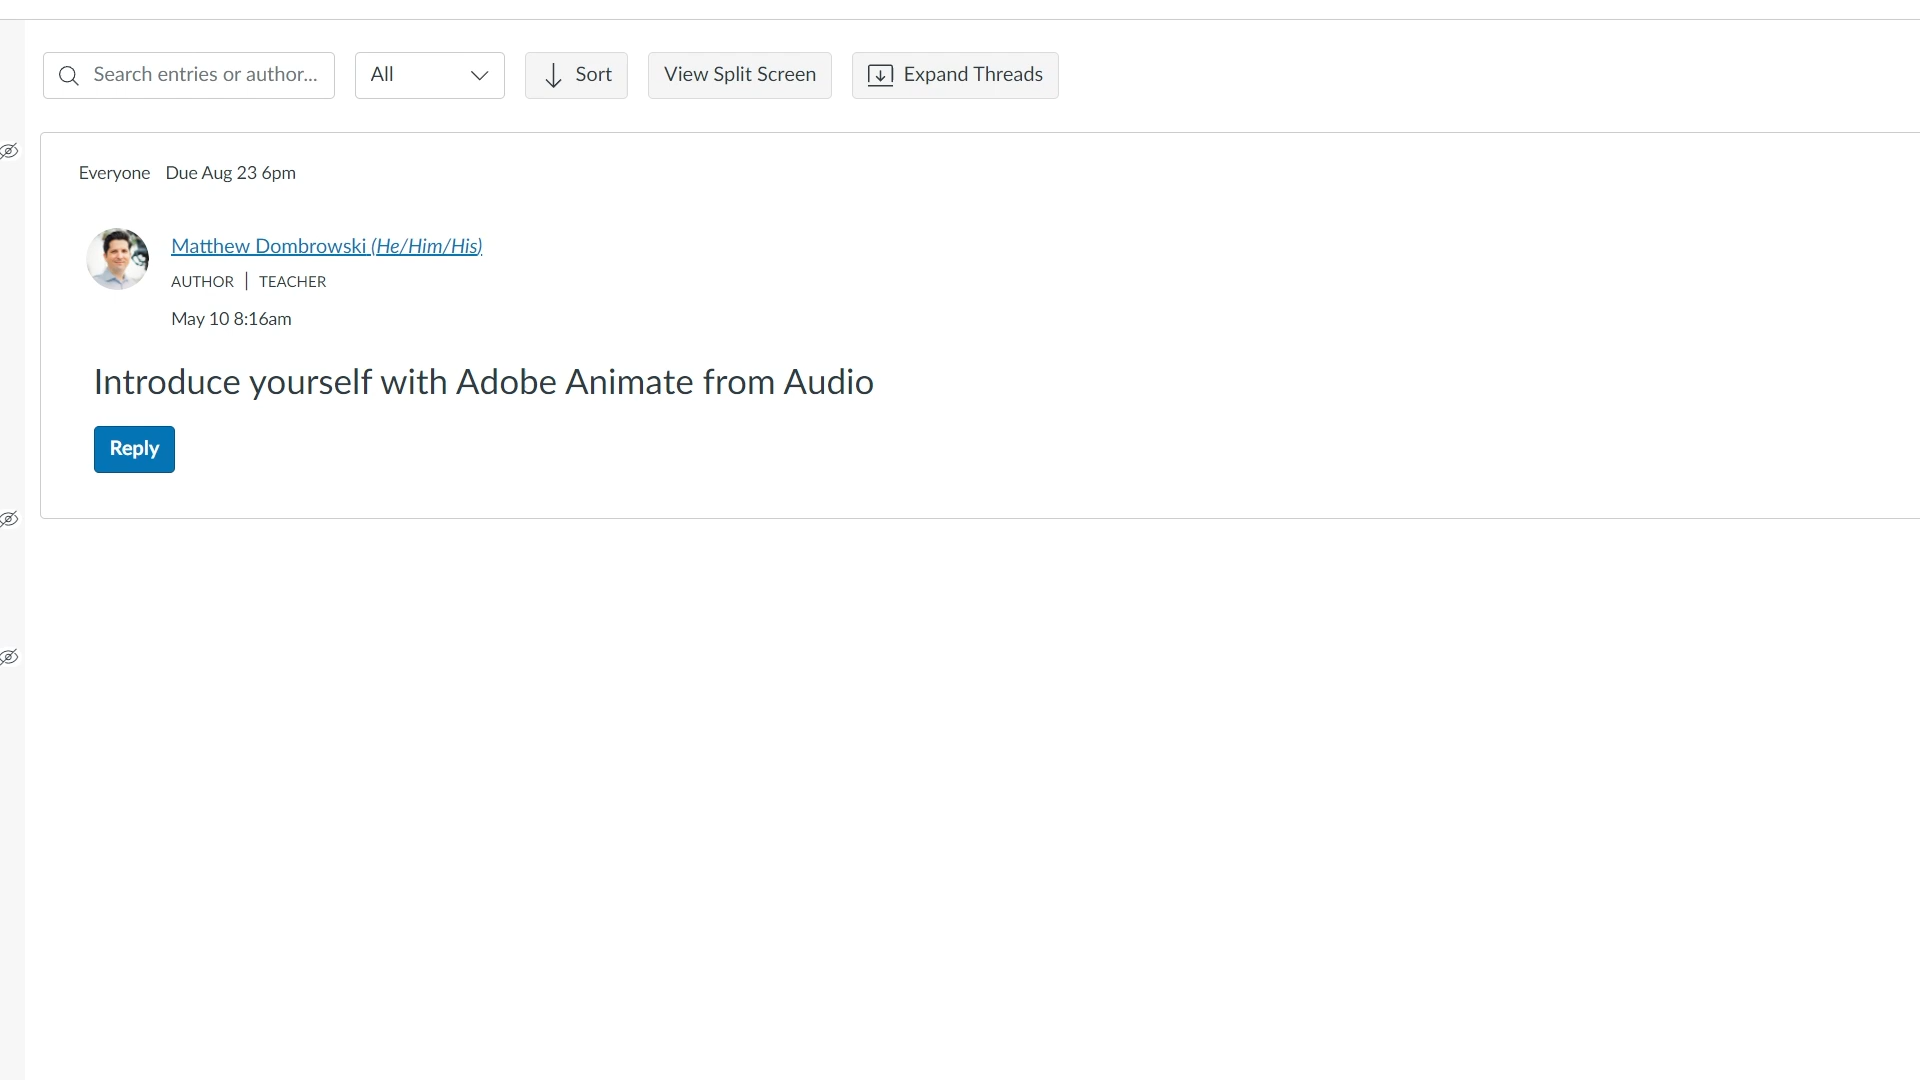 Search entries or author...
All
Sort
View Split Screen
Expand Threads
Everyone Due Aug 23 6pm
Matthew Dombrowski (He/Him/His)
AUTHOR | TEACHER
May 10 8:16am
Introduce yourself with Adobe Animate from Audio
Reply